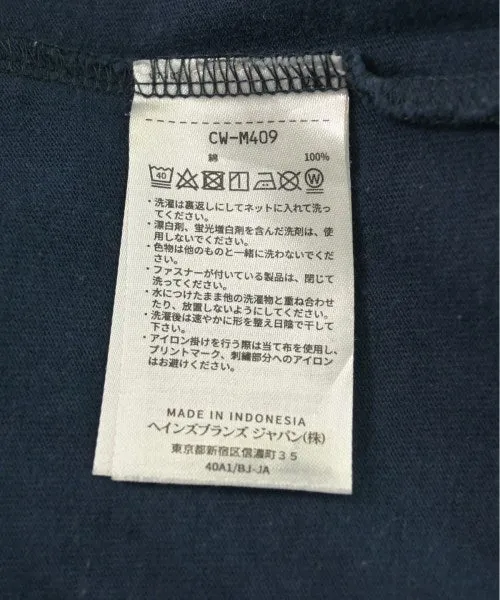 CW-M409
綿 100%
40 W
・洗濯は裏返しにしてネットに入れて洗っ
てください。
・漂白剤、蛍光増白剤を含んだ洗剤は、使
用しないでください。
・色物は他のものと一緒に洗わないでくだ
さい。
・ファスナーが付いている製品は、閉じて
洗ってください。
・水につけたまま他の洗濯物と重ね合わせ
たり、放置しないようにしてください。
・洗濯後は速やかに形を整え日陰で干して
下さい。
・アイロン掛けを行う際は当て布を使用し、
プリントマーク、刺繍部分へのアイロン
はお避けください。
MADE IN INDONESIA
ヘインズブランズ ジャパン(株)
東京都新宿区信濃町35
40A1/BJ-JA